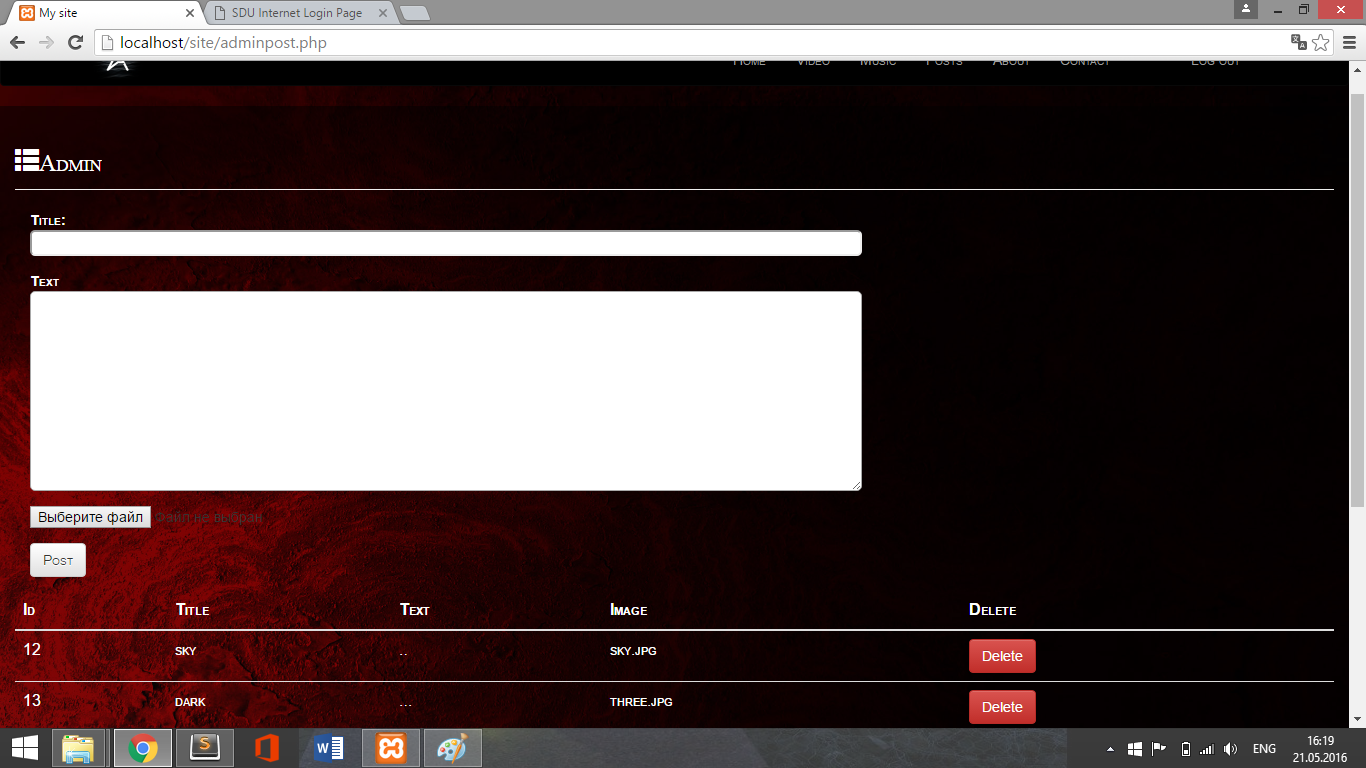 My site
SDU Internet Login Page
localhost/site/adminpost.php
Home Video Music Posts About Contact Log out
Admin
Title:
Text
Выберите файл Файл не выбран
Post
Id Title Text Image Delete
12 sky .. sky.jpg Delete
13 dark ... three.jpg Delete
ENG
16:19
21.05.2016